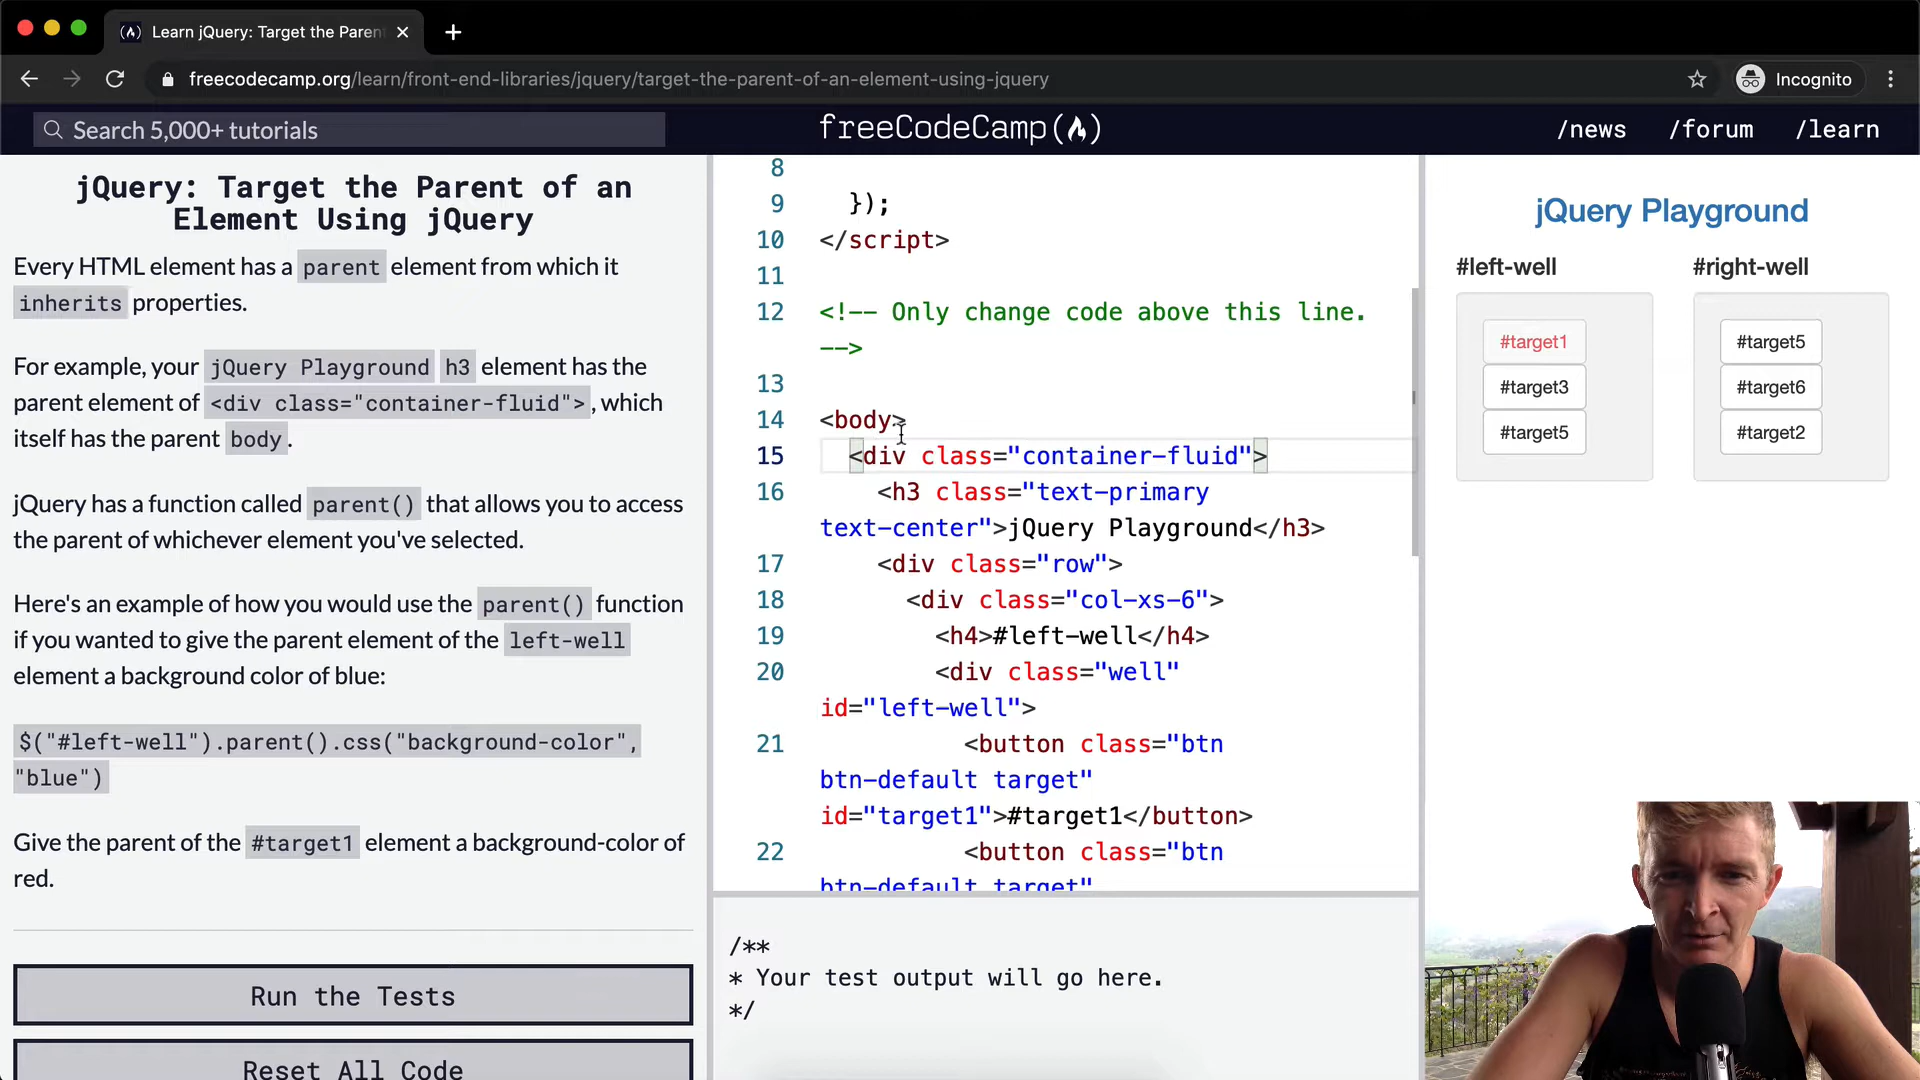 Learn jQuery: Target the Paren
freecodecamp.org/learn/front-end-libraries/jquery/target-the-parent-of-an-element-using-jquery
Incognito
Search 5,000+ tutorials
freeCodeCamp
/news /forum /learn
jQuery: Target the Parent of an
Element Using jQuery
Every HTML element has a parent element from which it
inherits properties.
For example, your jQuery Playground h3 element has the
parent element of <div class="container-fluid">, which
itself has the parent body.
jQuery has a function called parent() that allows you to access
the parent of whichever element you've selected.
Here's an example of how you would use the parent() function
if you wanted to give the parent element of the left-well
element a background color of blue:
$("#left-well").parent().css("background-color",
"blue")
Give the parent of the #target1 element a background-color of
red.
Run the Tests
Reset All Code
8
9 });
10 </script>
11
12 <!-- Only change code above this line.
-->
13
14 <body>
15 <div class="container-fluid">
16 <h3 class="text-primary
text-center">jQuery Playground</h3>
17 <div class="row">
18 <div class="col-xs-6">
19 <h4>#left-well</h4>
20 <div class="well"
id="left-well">
21 <button class="btn
btn-default target"
id="target1">#target1</button>
22 <button class="btn
btn-default target"
/**
* Your test output will go here.
*/
jQuery Playground
#left-well
#target1
#target3
#target5
#right-well
#target5
#target6
#target2